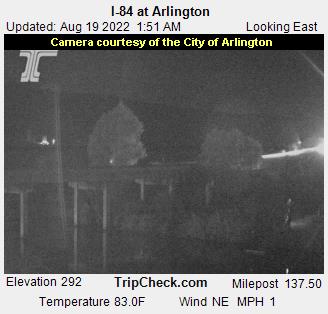 I-84 at Arlington
Updated: Aug 19 2022 1:51 AM Looking East
Camera courtesy of the City of Arlington
Elevation 292 TripCheck.com Milepost 137.50
Temperature 83.0F Wind NE MPH 1